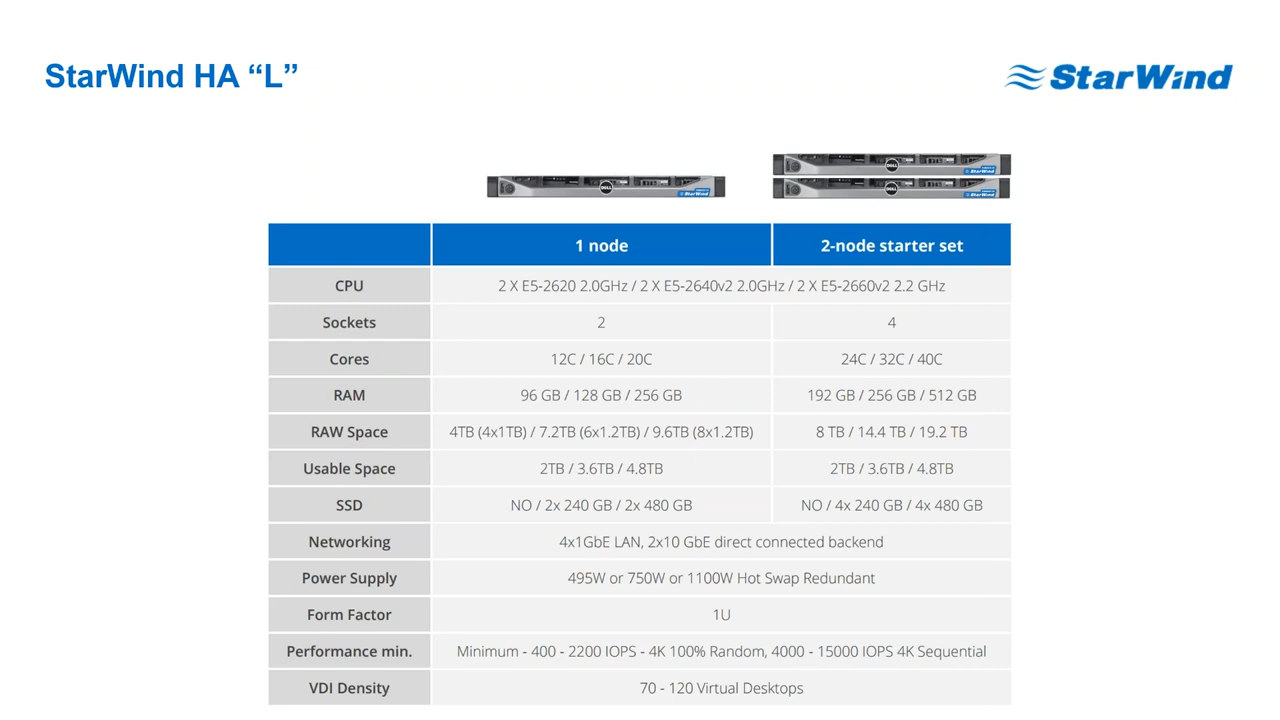 StarWind HA “L”
StarWind
DELL
StarWind
DELL
StarWind
DELL
StarWind
1 node
2-node starter set
CPU
2 X E5-2620 2.0GHz / 2 X E5-2640v2 2.0GHz / 2 X E5-2660v2 2.2 GHz
Sockets
2
4
Cores
12C / 16C / 20C
24C / 32C / 40C
RAM
96 GB / 128 GB / 256 GB
192 GB / 256 GB / 512 GB
RAW Space
4TB (4x1TB) / 7.2TB (6x1.2TB) / 9.6TB (8x1.2TB)
8 TB / 14.4 TB / 19.2 TB
Usable Space
2TB / 3.6TB / 4.8TB
2TB / 3.6TB / 4.8TB
SSD
NO / 2x 240 GB / 2x 480 GB
NO / 4x 240 GB / 4x 480 GB
Networking
4x1GbE LAN, 2x10 GbE direct connected backend
Power Supply
495W or 750W or 1100W Hot Swap Redundant
Form Factor
1U
Performance min.
Minimum - 400 - 2200 IOPS - 4K 100% Random, 4000 - 15000 IOPS 4K Sequential
VDI Density
70 - 120 Virtual Desktops